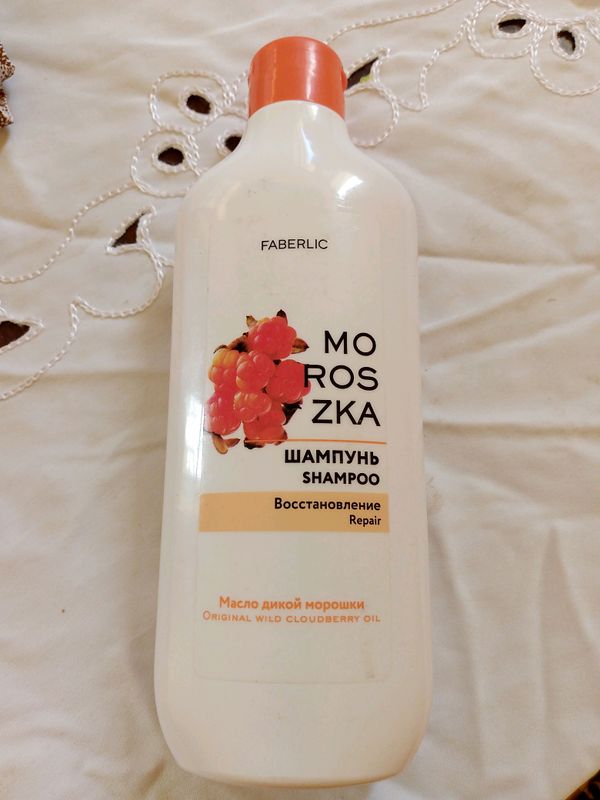 FABERLIC
MO
ROS
ZKA
ШАМПУНЬ
SHAMPOO
Восстановление
Repair
Масло дикой морошки
ORIGINAL WILD CLOUDBERRY OIL